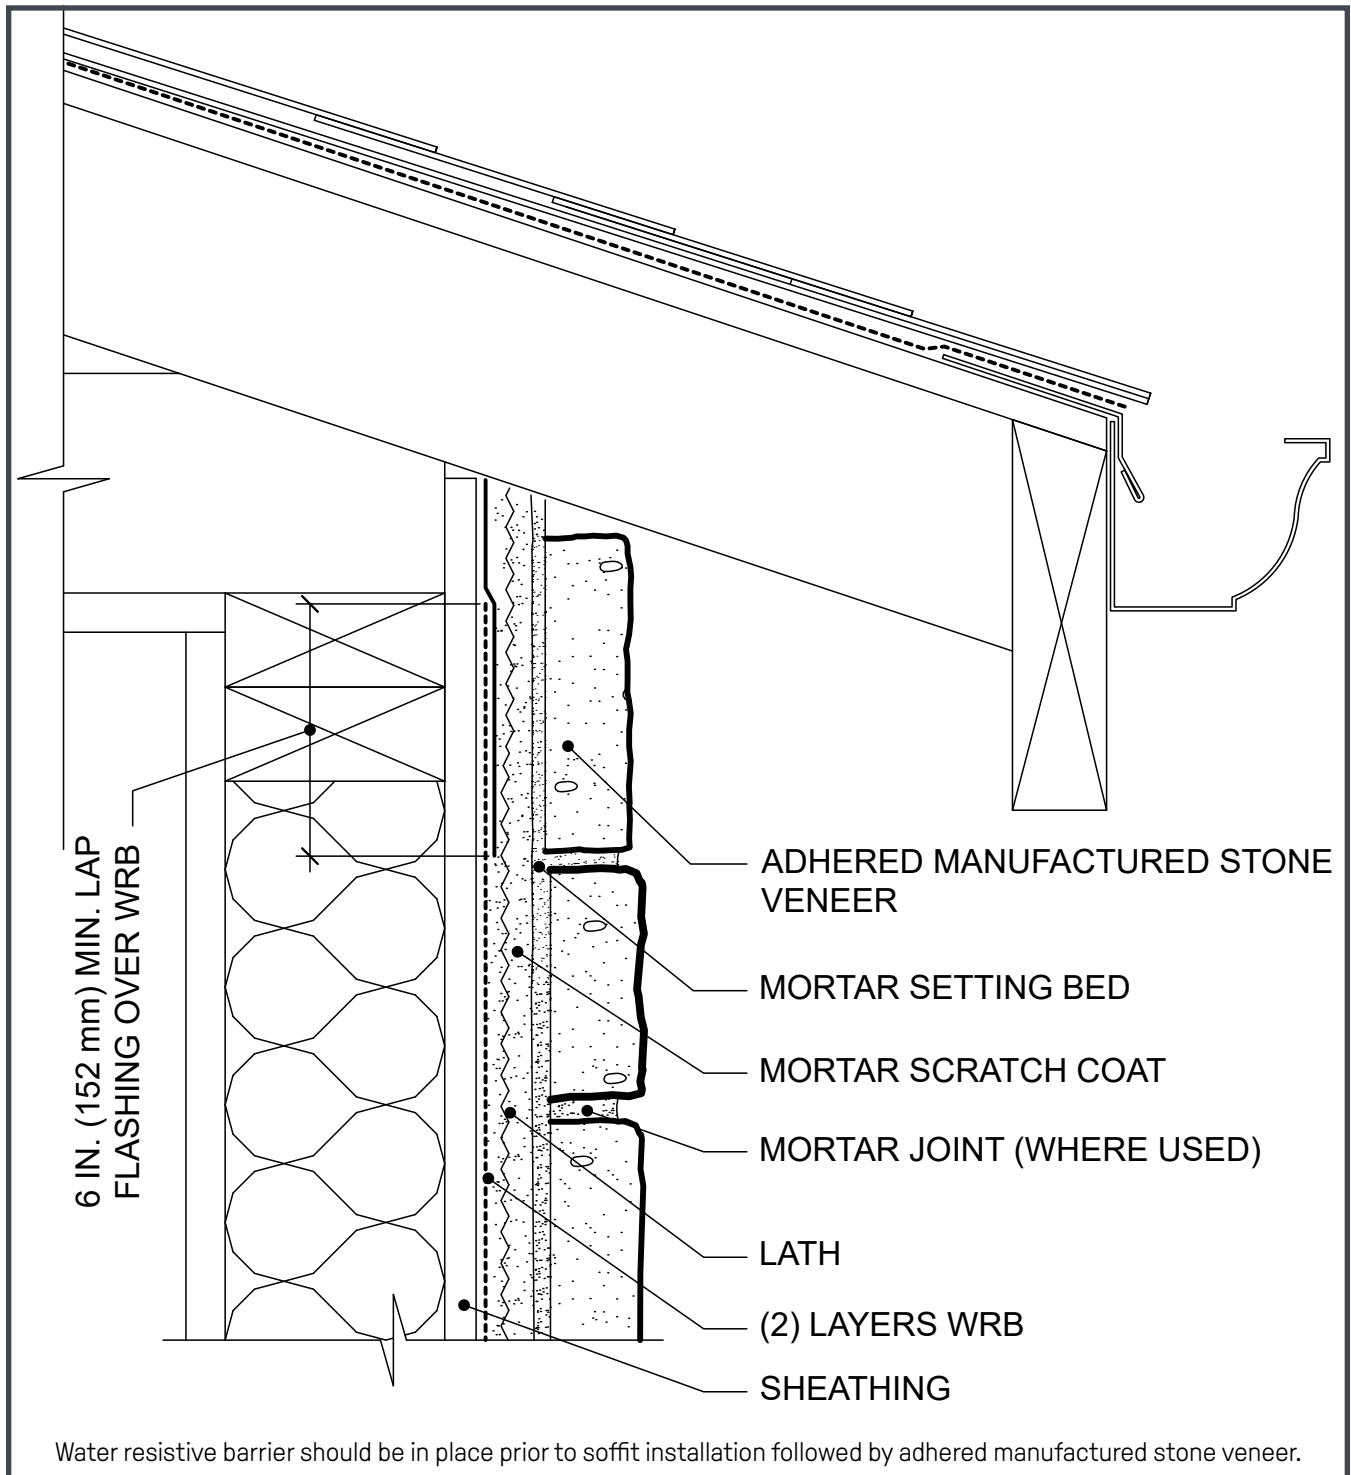 6 IN. (152 mm) MIN. LAP
FLASHING OVER WRB
ADHERED MANUFACTURED STONE
VENEER
MORTAR SETTING BED
MORTAR SCRATCH COAT
MORTAR JOINT (WHERE USED)
LATH
(2) LAYERS WRB
SHEATHING
Water resistive barrier should be in place prior to soffit installation followed by adhered manufactured stone veneer.